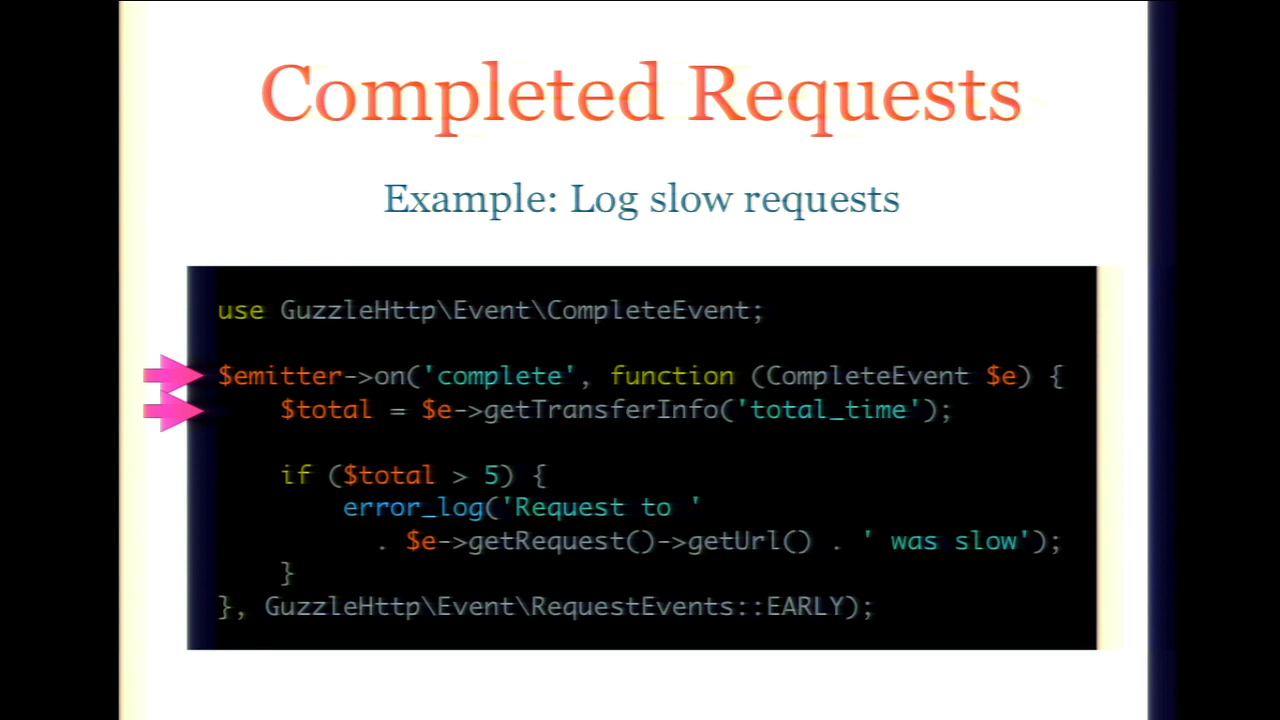 Completed Requests
Example: Log slow requests
use GuzzleHttp\Event\CompleteEvent;
$emitter->on('complete', function (CompleteEvent $e) {
    $total = $e->getTransferInfo('total_time');
    if ($total > 5) {
        error_log('Request to '
          . $e->getRequest()->getUrl() . ' was slow');
    }
}, GuzzleHttp\Event\RequestEvents::EARLY);